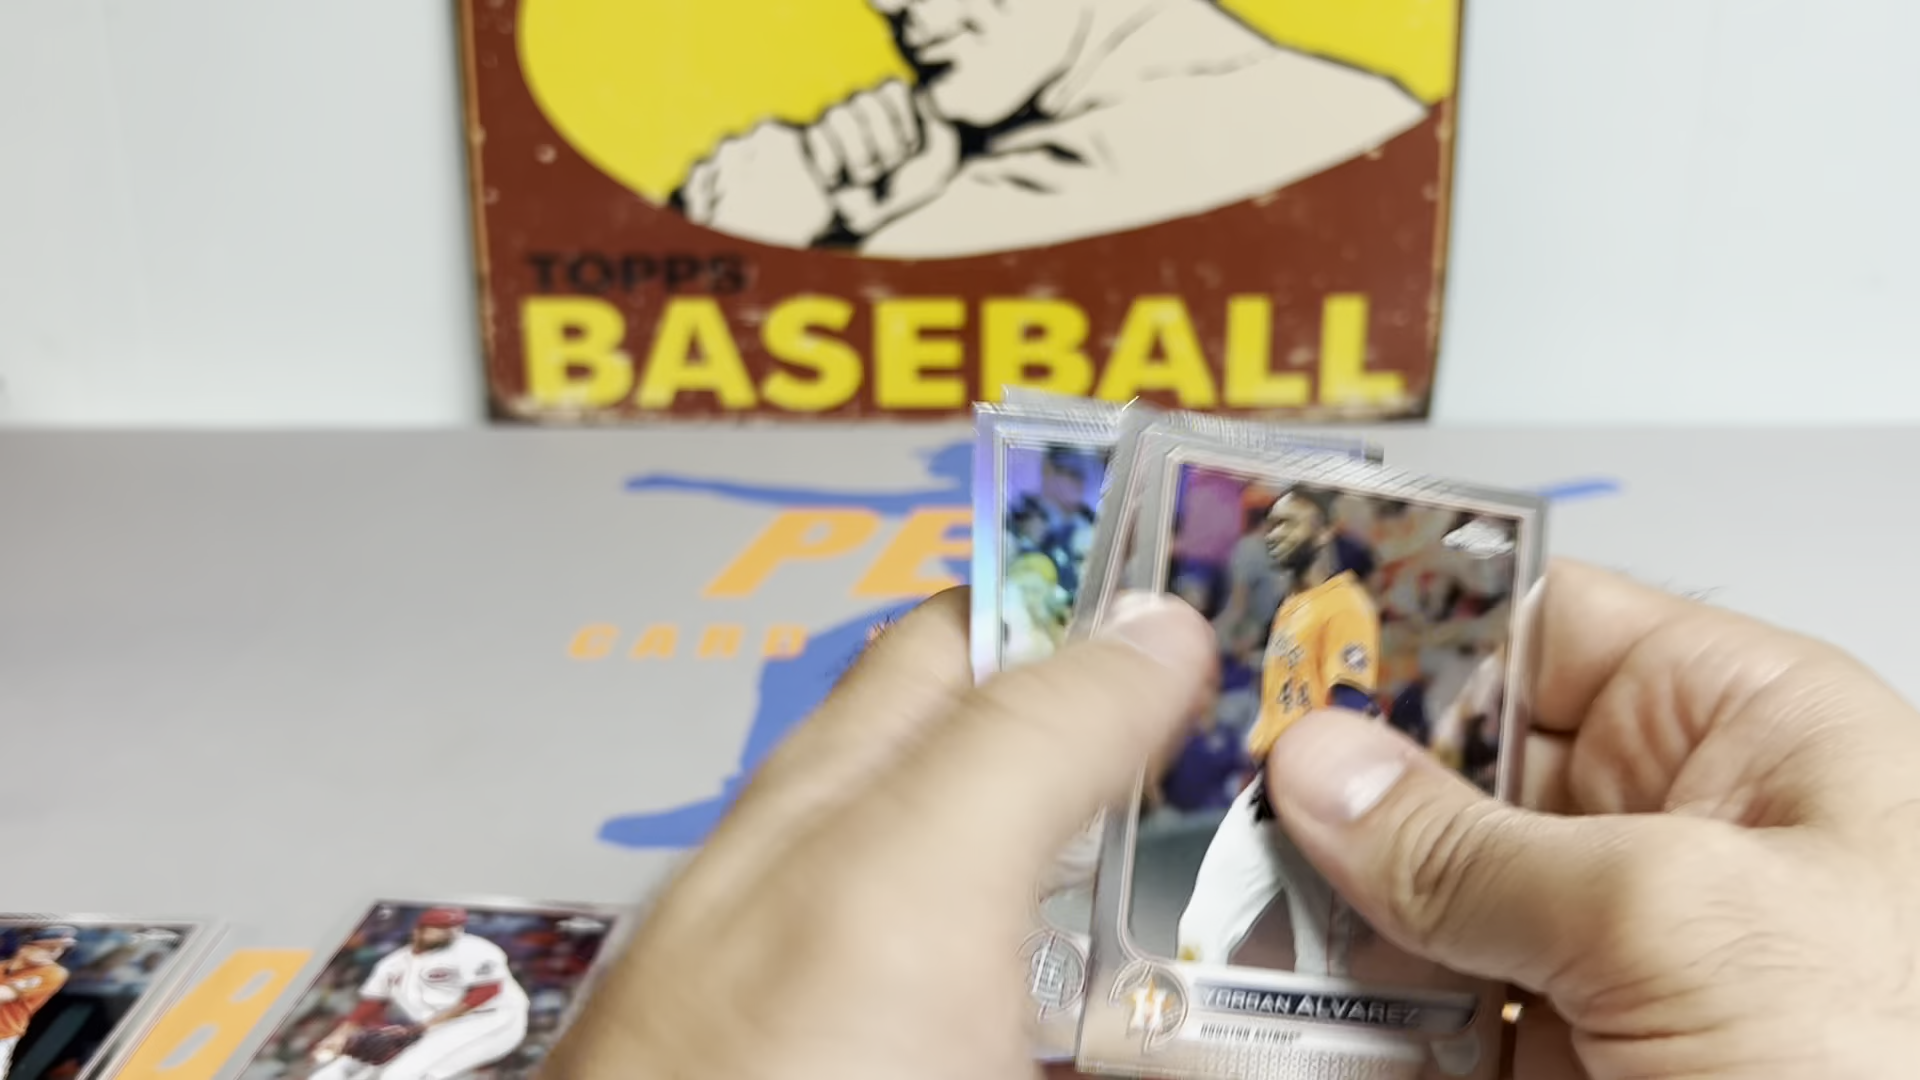 TOPPS
BASEBALL
PE
CARD
YORDAN ALVAREZ
HOUSTON ASTROS